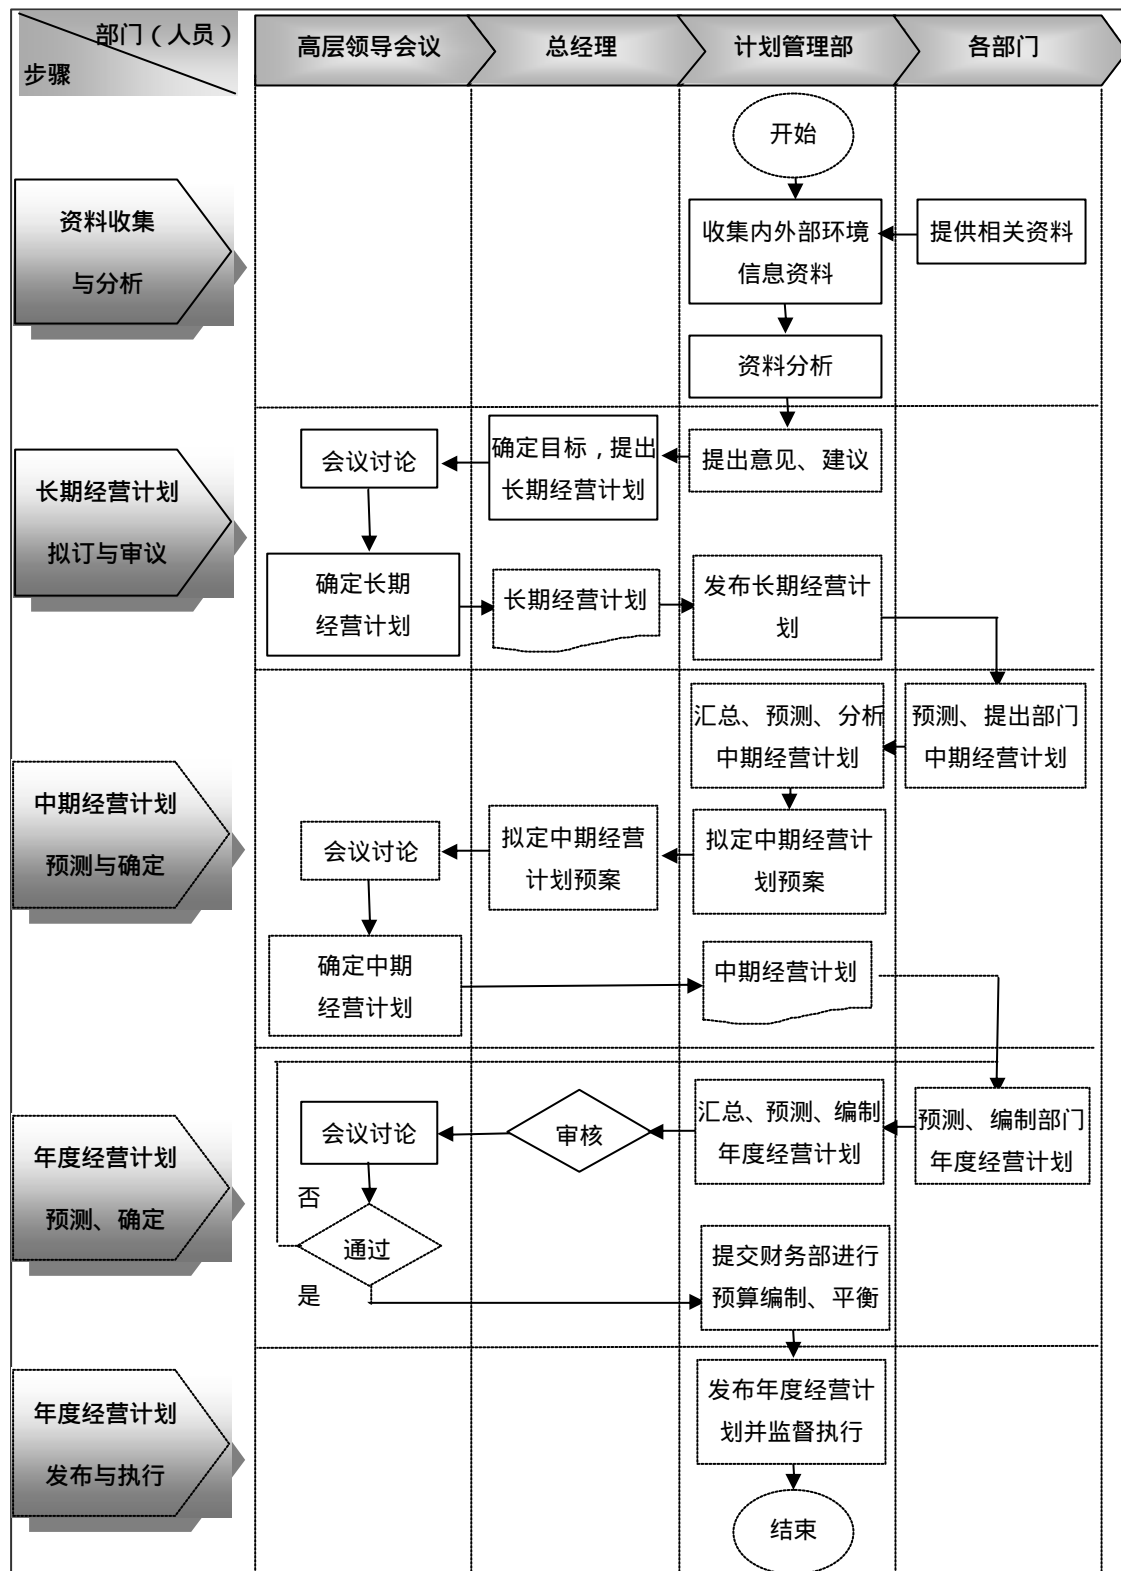 部门（人员）
步骤
高层领导会议
总经理
计划管理部
各部门
开始
资料收集
与分析
收集内外部环境
信息资料
提供相关资料
资料分析
长期经营计划
拟订与审议
会议讨论
确定目标，提出
长期经营计划
提出意见、建议
确定长期
经营计划
长期经营计划
发布长期经营计
划
中期经营计划
预测与确定
汇总、预测、分析
中期经营计划
预测、提出部门
中期经营计划
会议讨论
拟定中期经营
计划预案
拟定中期经营计
划预案
确定中期
经营计划
中期经营计划
年度经营计划
预测、确定
会议讨论
审核
汇总、预测、编制
年度经营计划
预测、编制部门
年度经营计划
否
通过
是
提交财务部进行
预算编制、平衡
年度经营计划
发布与执行
发布年度经营计
划并监督执行
结束